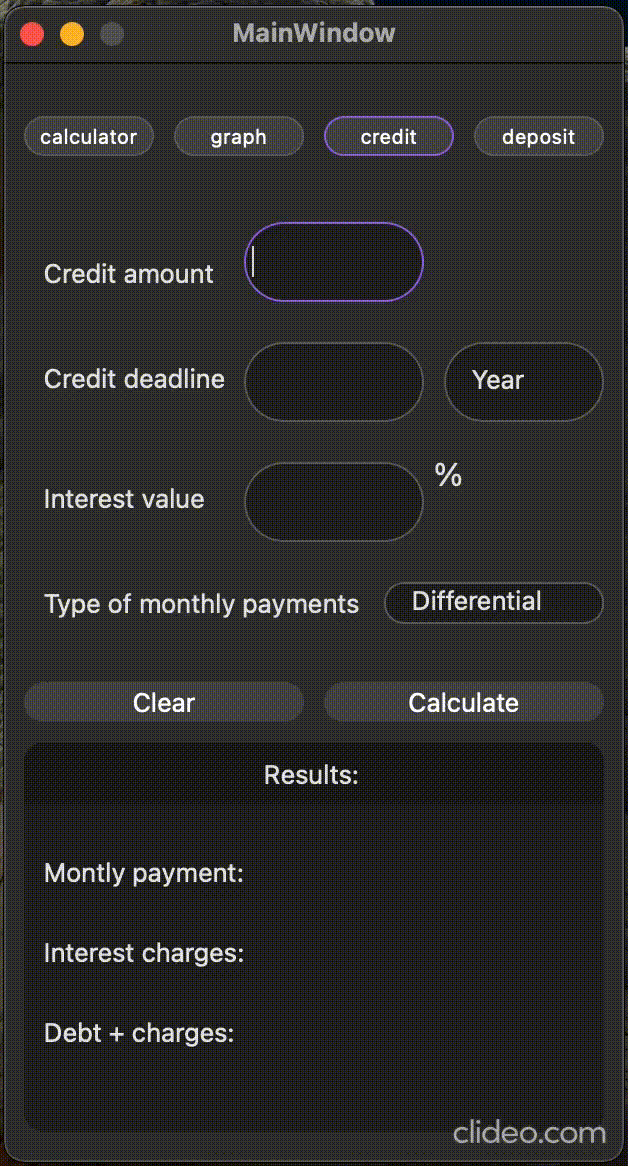 MainWindow
calculator graph credit deposit
Credit amount
Credit deadline Year
Interest value %
Type of monthly payments Differential
Clear Calculate
Results:
Montly payment:
Interest charges:
Debt + charges:
clideo.com